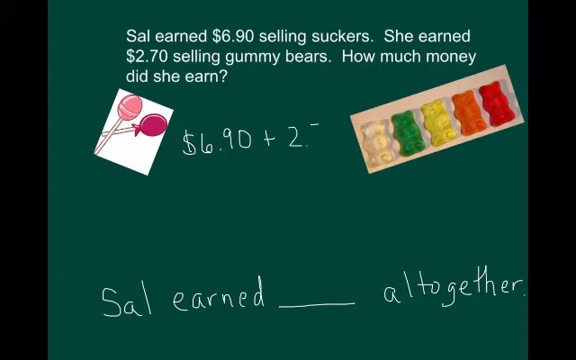 Sal earned $6.90 selling suckers. She earned
$2.70 selling gummy bears. How much money
did she earn?
$6.90 + 2.
Sal earned ____ altogether.